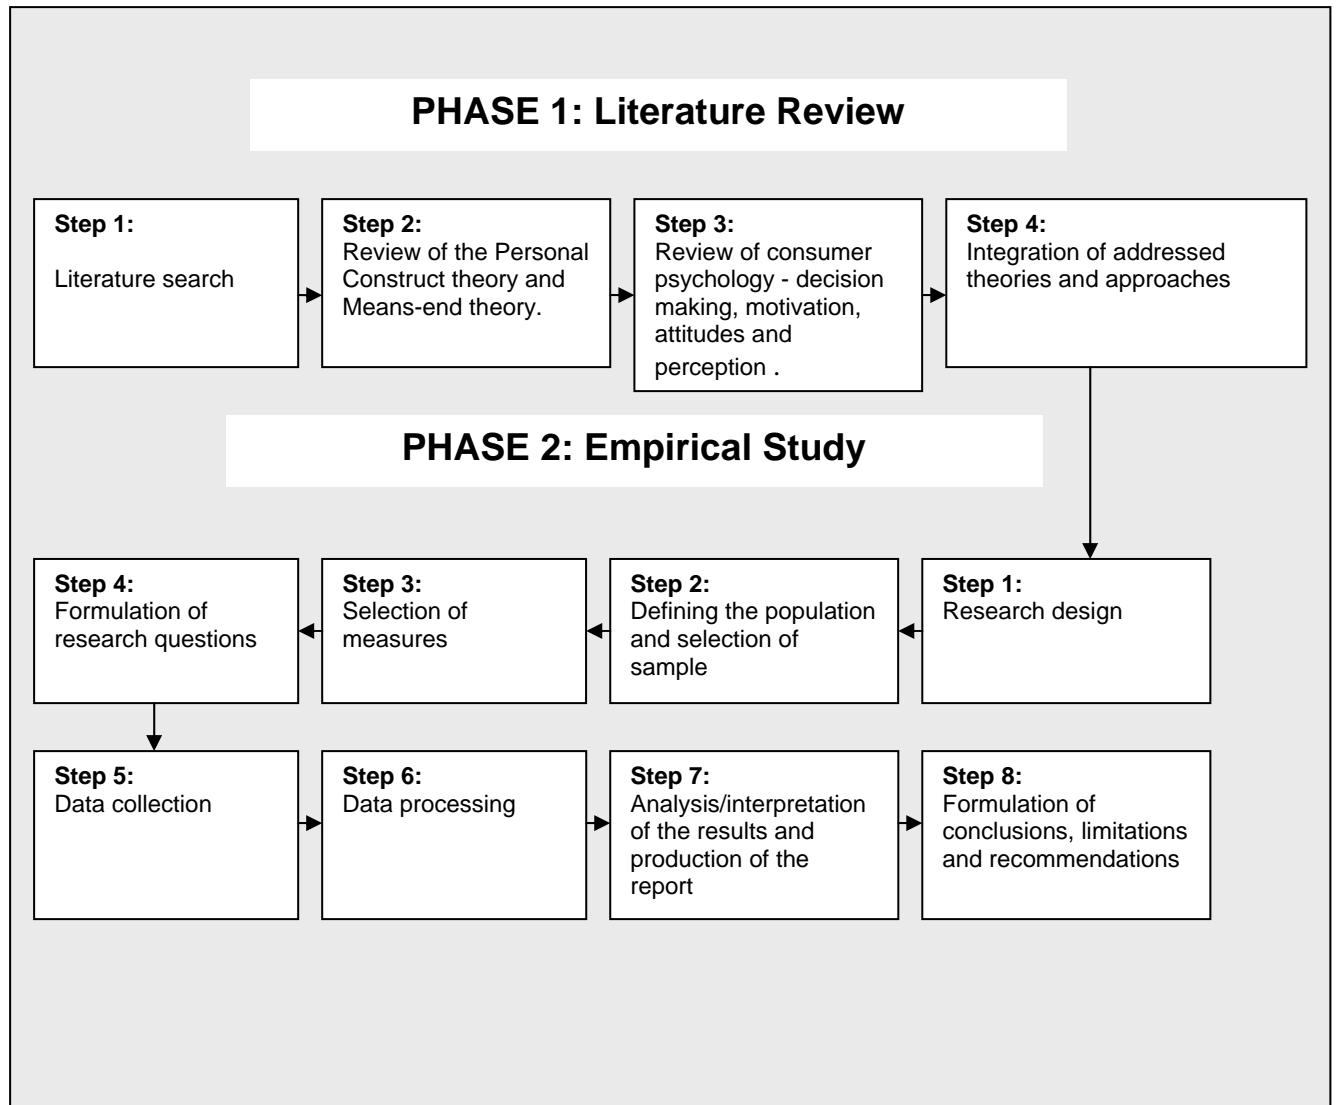 PHASE 1: Literature Review
Step 1:
Literature search
Step 2:
Review of the Personal
Construct theory and
Means-end theory.
Step 3:
Review of consumer
psychology - decision
making, motivation,
attitudes and
perception .
Step 4:
Integration of addressed
theories and approaches
PHASE 2: Empirical Study
Step 1:
Research design
Step 2:
Defining the population
and selection of
sample
Step 3:
Selection of
measures
Step 4:
Formulation of
research questions
Step 5:
Data collection
Step 6:
Data processing
Step 7:
Analysis/interpretation
of the results and
production of the
report
Step 8:
Formulation of
conclusions, limitations
and recommendations